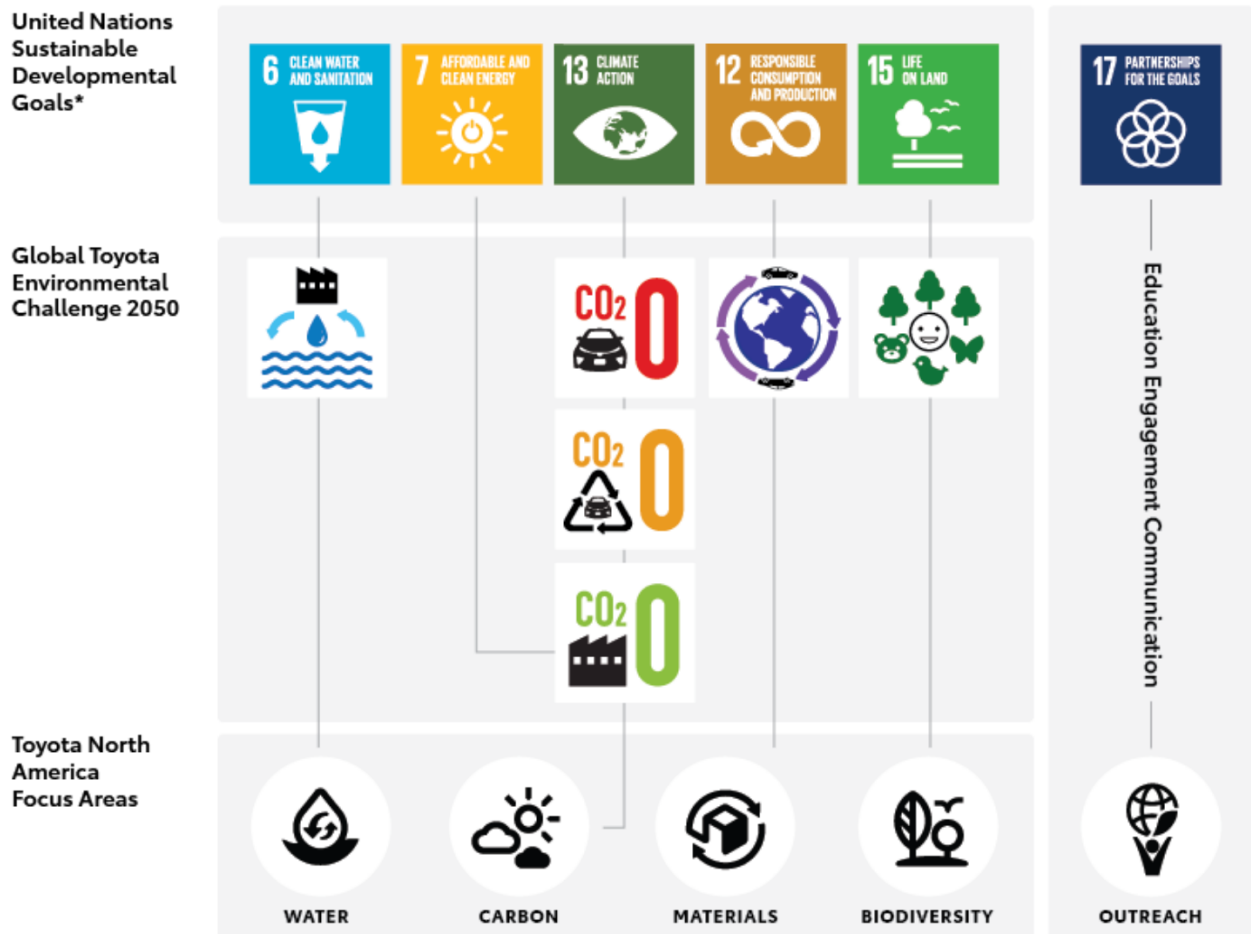 United Nations
Sustainable
Developmental
Goals*
6 CLEAN WATER
AND SANITATION
7 AFFORDABLE AND
CLEAN ENERGY
13 CLIMATE
ACTION
12 RESPONSIBLE
CONSUMPTION
AND PRODUCTION
15 LIFE
ON LAND
17 PARTNERSHIPS
FOR THE GOALS
Global Toyota
Environmental
Challenge 2050
CO2 0
CO2 0
CO2 0
Education Engagement Communication
Toyota North
America
Focus Areas
WATER
CARBON
MATERIALS
BIODIVERSITY
OUTREACH